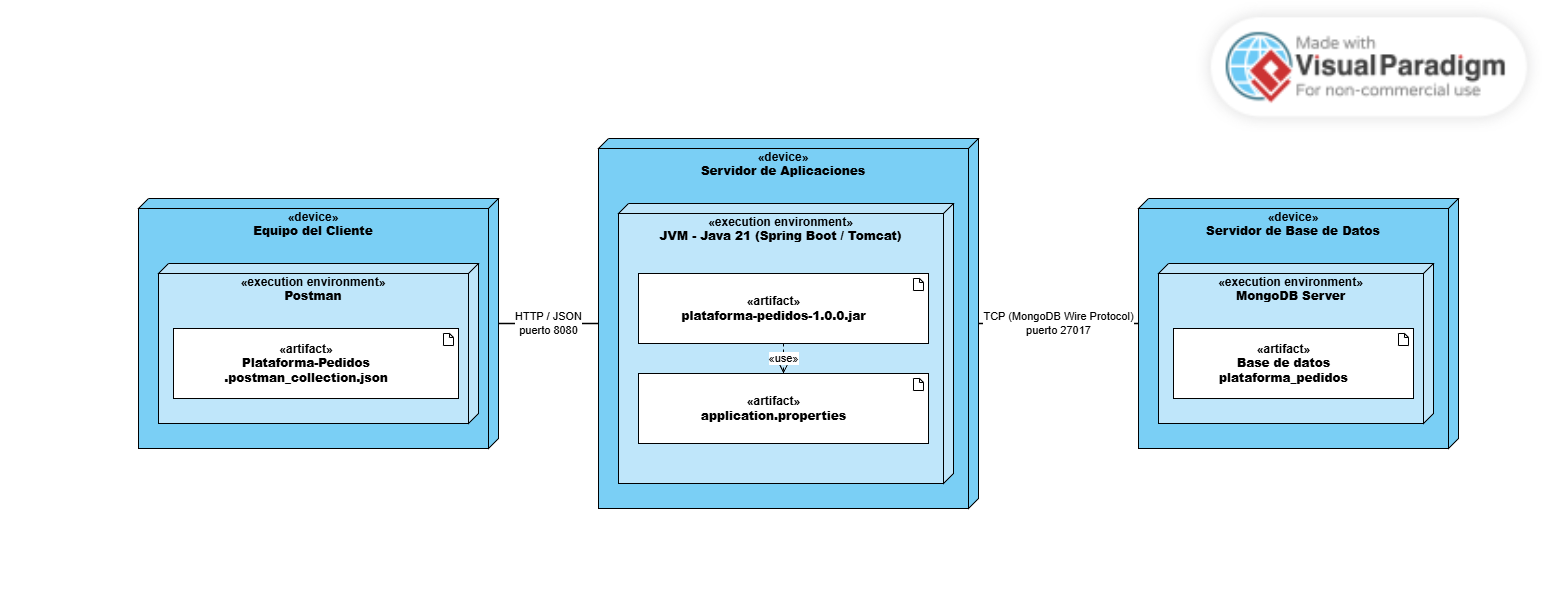 Made with
Visual Paradigm
For non-commercial use
«device»
Equipo del Cliente
«execution environment»
Postman
«artifact»
Plataforma-Pedidos
.postman_collection.json
HTTP / JSON
puerto 8080
«device»
Servidor de Aplicaciones
«execution environment»
JVM - Java 21 (Spring Boot / Tomcat)
«artifact»
plataforma-pedidos-1.0.0.jar
«use»
«artifact»
application.properties
TCP (MongoDB Wire Protocol)
puerto 27017
«device»
Servidor de Base de Datos
«execution environment»
MongoDB Server
«artifact»
Base de datos
plataforma_pedidos